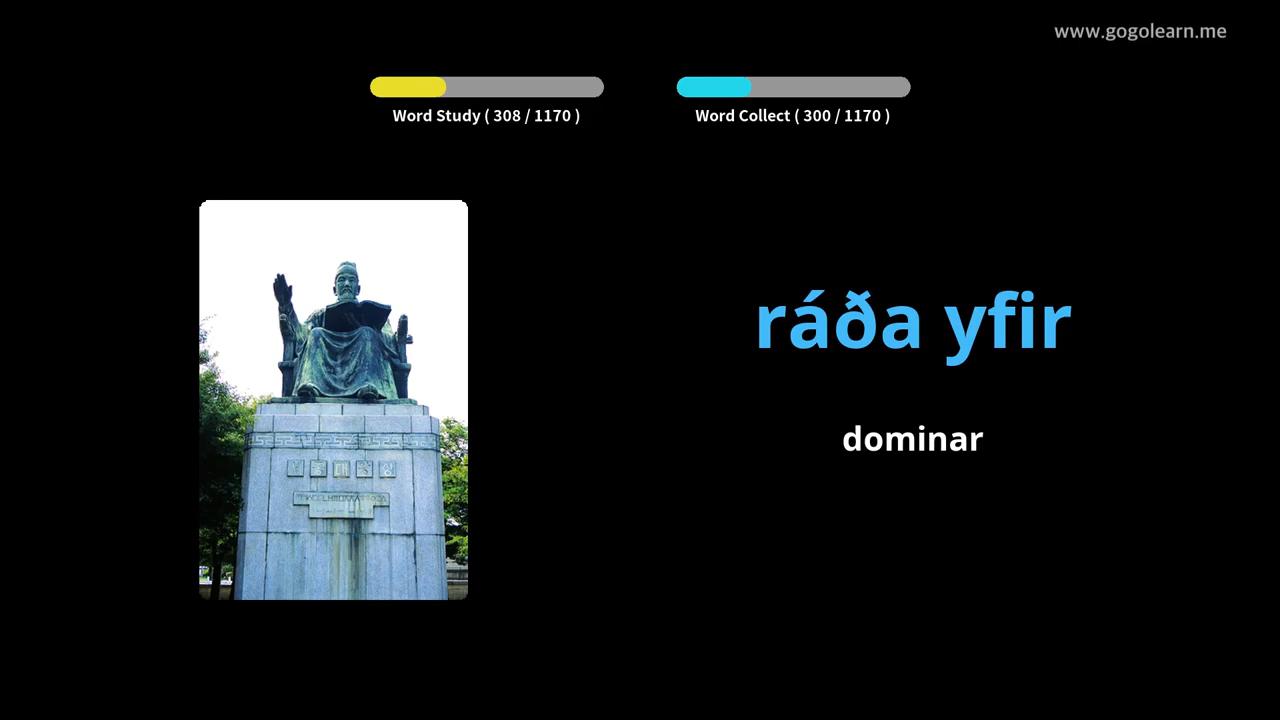 www.gogolearn.me
Word Study ( 308 / 1170 )
Word Collect ( 300 / 1170 )
ráða yfir
dominar